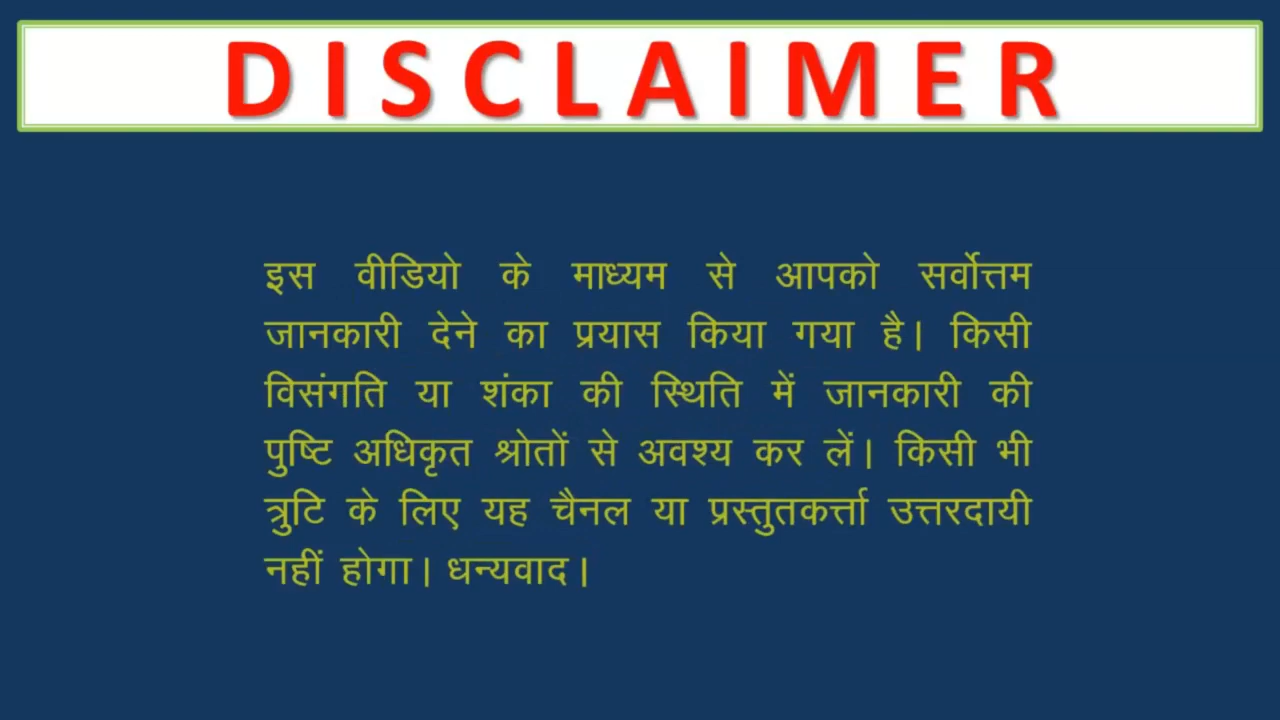 DISCLAIMER
इस वीडियो के माध्यम से आपको सर्वोत्तम
जानकारी देने का प्रयास किया गया है। किसी
विसंगति या शंका की स्थिति में जानकारी की
पुष्टि अधिकृत श्रोतों से अवश्य कर लें। किसी भी
त्रुटि के लिए यह चैनल या प्रस्तुतकर्त्ता उत्तरदायी
नहीं होगा। धन्यवाद।